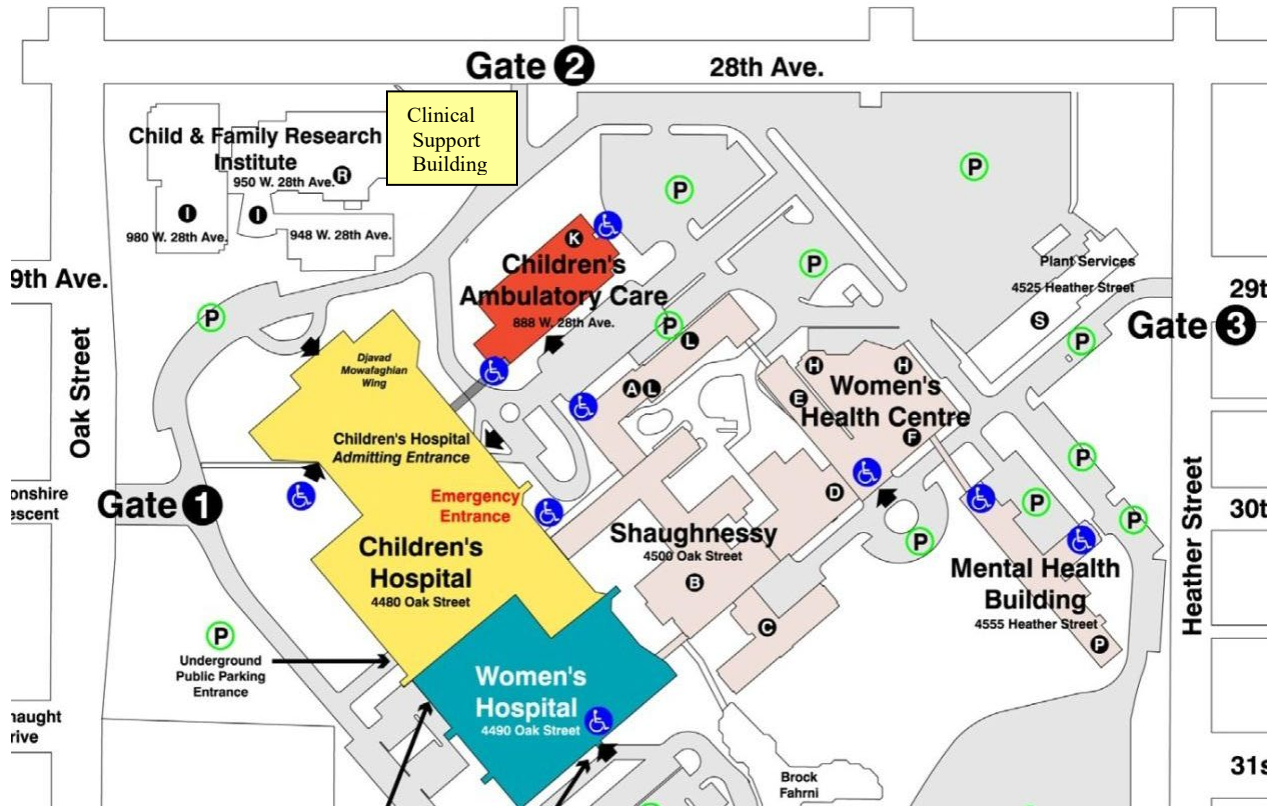 Gate 2
28th Ave.
Clinical
Support
Building
Child & Family Research
Institute
950 W. 28th Ave. R
I
I
980 W. 28th Ave.
948 W. 28th Ave.
P
P
K
Children's
Ambulatory Care
888 W. 28th Ave.
P
Plant Services
4525 Heather Street
S
9th Ave.
29t
Gate 3
P
Oak Street
P
P
L
Djavad
Mowafaghian
Wing
A L
H
H
E
Women's
Health Centre
F
Children's Hospital
Admitting Entrance
P
onshire
escent
Gate 1
Emergency
Entrance
D
P
P
30t
Shaughnessy
4500 Oak Street
B
P
Heather Street
Children's
Hospital
4480 Oak Street
Mental Health
Building
4555 Heather Street
C
P
P
Underground
Public Parking
Entrance
Women's
Hospital
4490 Oak Street
naught
rive
Brock
Fahrni
31s